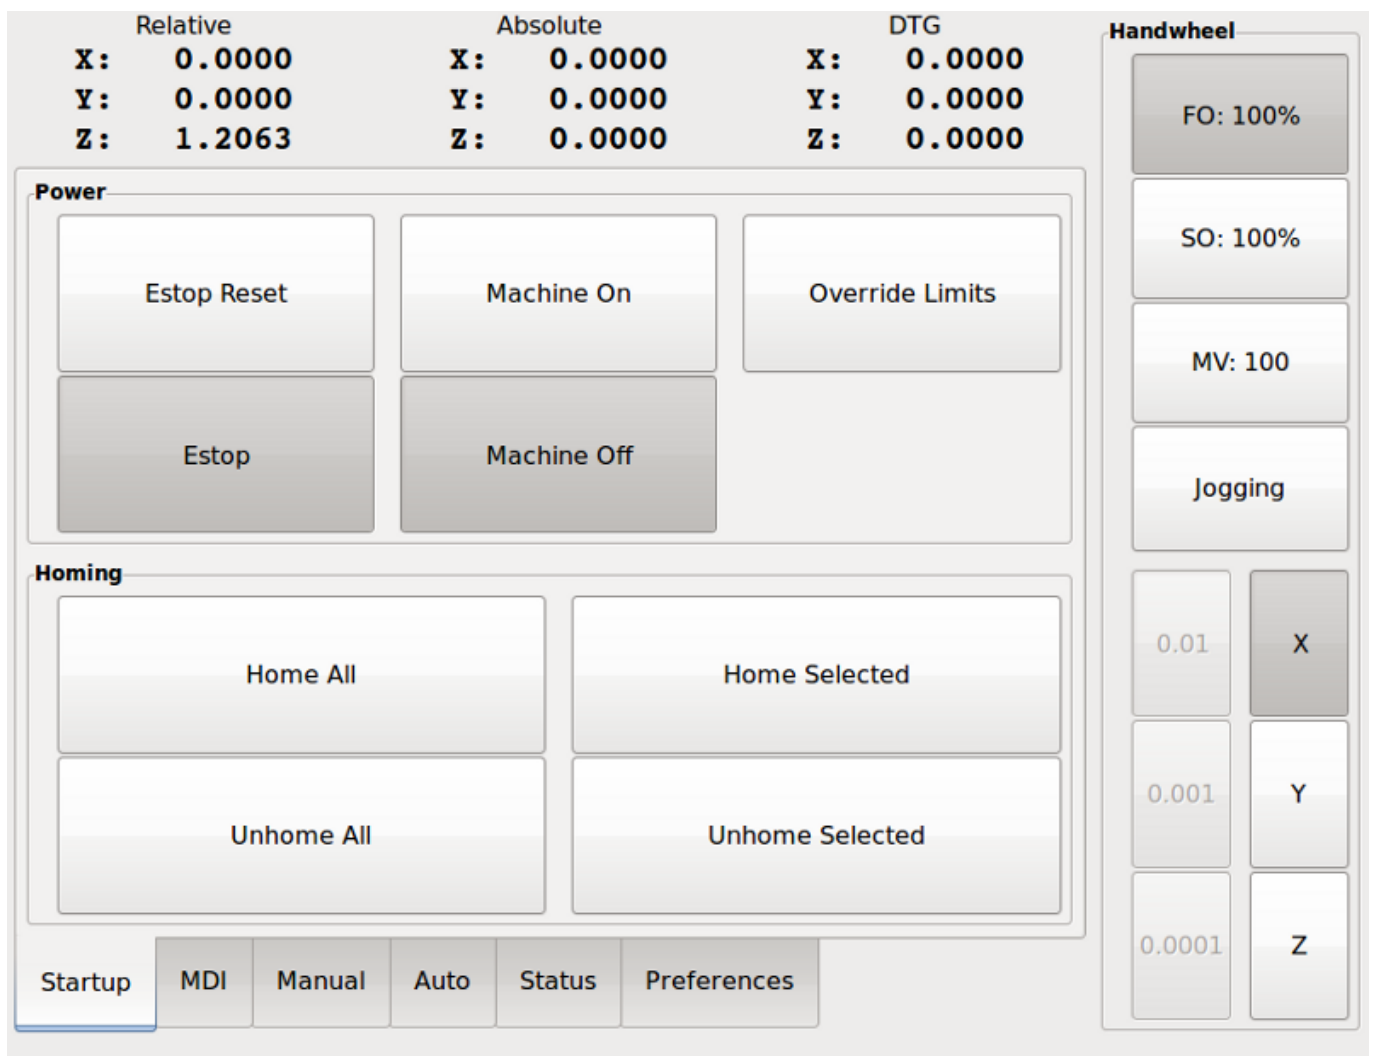 Relative Absolute DTG
X: 0.0000 X: 0.0000 X: 0.0000
Y: 0.0000 Y: 0.0000 Y: 0.0000
Z: 1.2063 Z: 0.0000 Z: 0.0000
Power
Estop Reset Machine On Override Limits
Estop Machine Off
Homing
Home All Home Selected
Unhome All Unhome Selected
Startup MDI Manual Auto Status Preferences
Handwheel
FO: 100%
SO: 100%
MV: 100
Jogging
0.01 X
0.001 Y
0.0001 Z